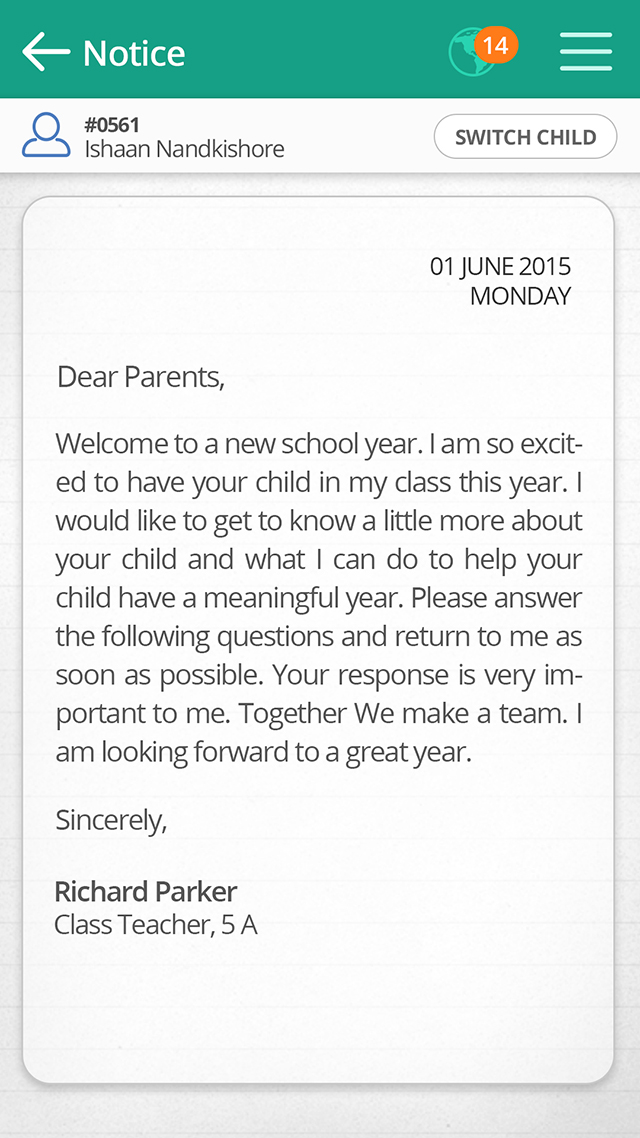 Notice
14
#0561
Ishaan Nandkishore
SWITCH CHILD
01 JUNE 2015
MONDAY
Dear Parents,
Welcome to a new school year. I am so excit-
ed to have your child in my class this year. I
would like to get to know a little more about
your child and what I can do to help your
child have a meaningful year. Please answer
the following questions and return to me as
soon as possible. Your response is very im-
portant to me. Together We make a team. I
am looking forward to a great year.
Sincerely,
Richard Parker
Class Teacher, 5 A